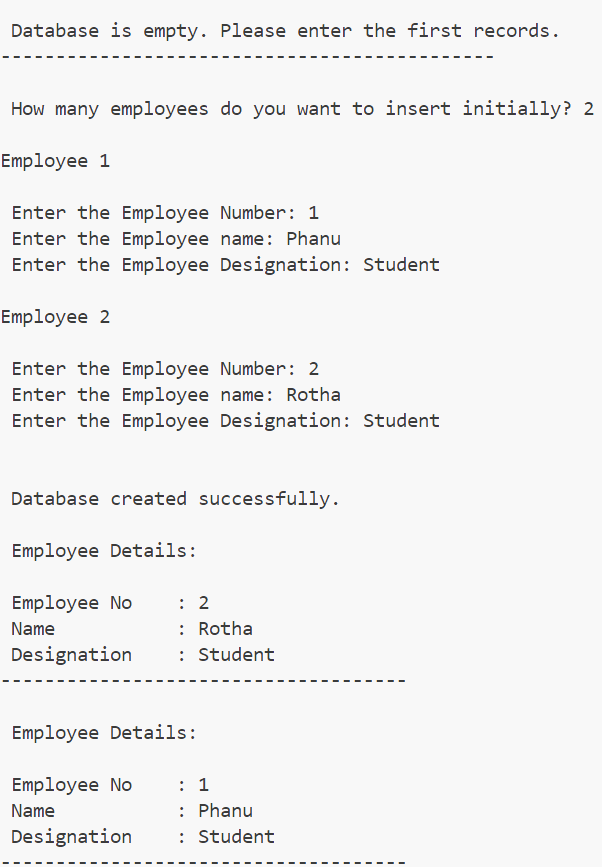 Database is empty. Please enter the first records.
---------------------------------------------
How many employees do you want to insert initially? 2
Employee 1
Enter the Employee Number: 1
Enter the Employee name: Phanu
Enter the Employee Designation: Student
Employee 2
Enter the Employee Number: 2
Enter the Employee name: Rotha
Enter the Employee Designation: Student
Database created successfully.
Employee Details:
Employee No    : 2
Name           : Rotha
Designation    : Student
-------------------------------------
Employee Details:
Employee No    : 1
Name           : Phanu
Designation    : Student
-------------------------------------